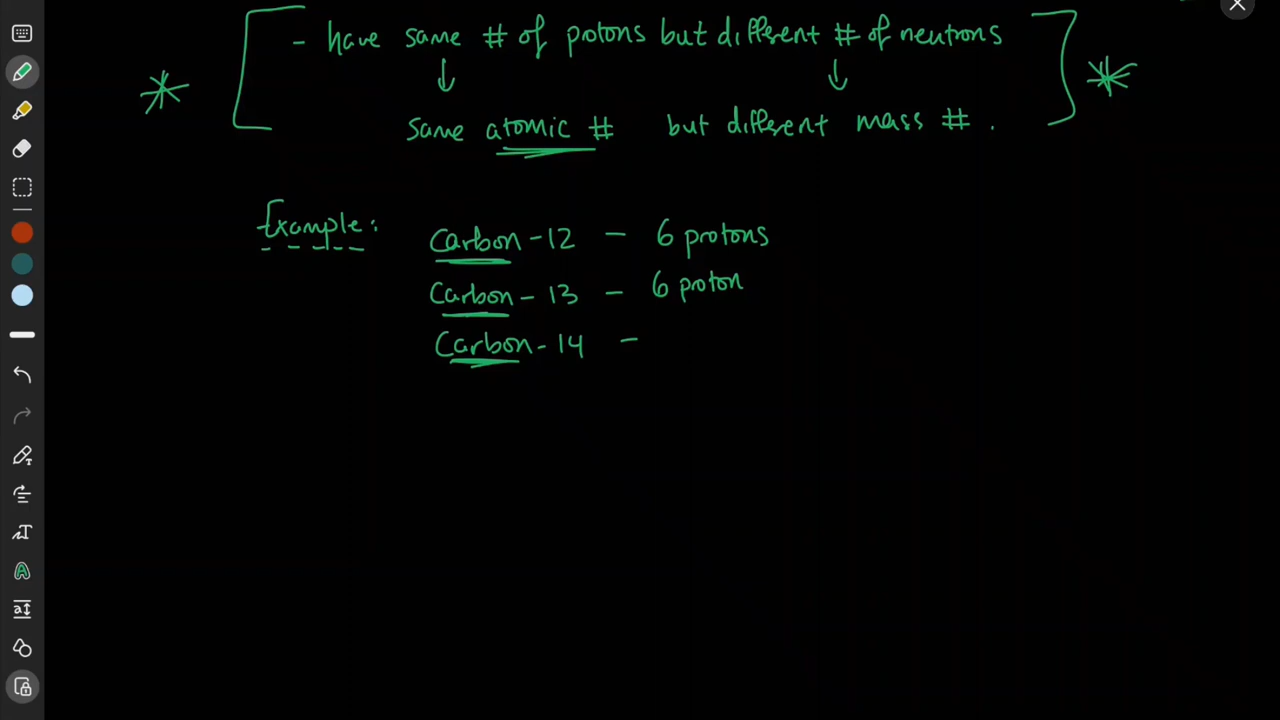 - have same # of protons but different # of neutrons
↓ ↓
same atomic # but different mass # .
Example:
Carbon-12 - 6 protons
Carbon-13 - 6 proton
Carbon-14 -